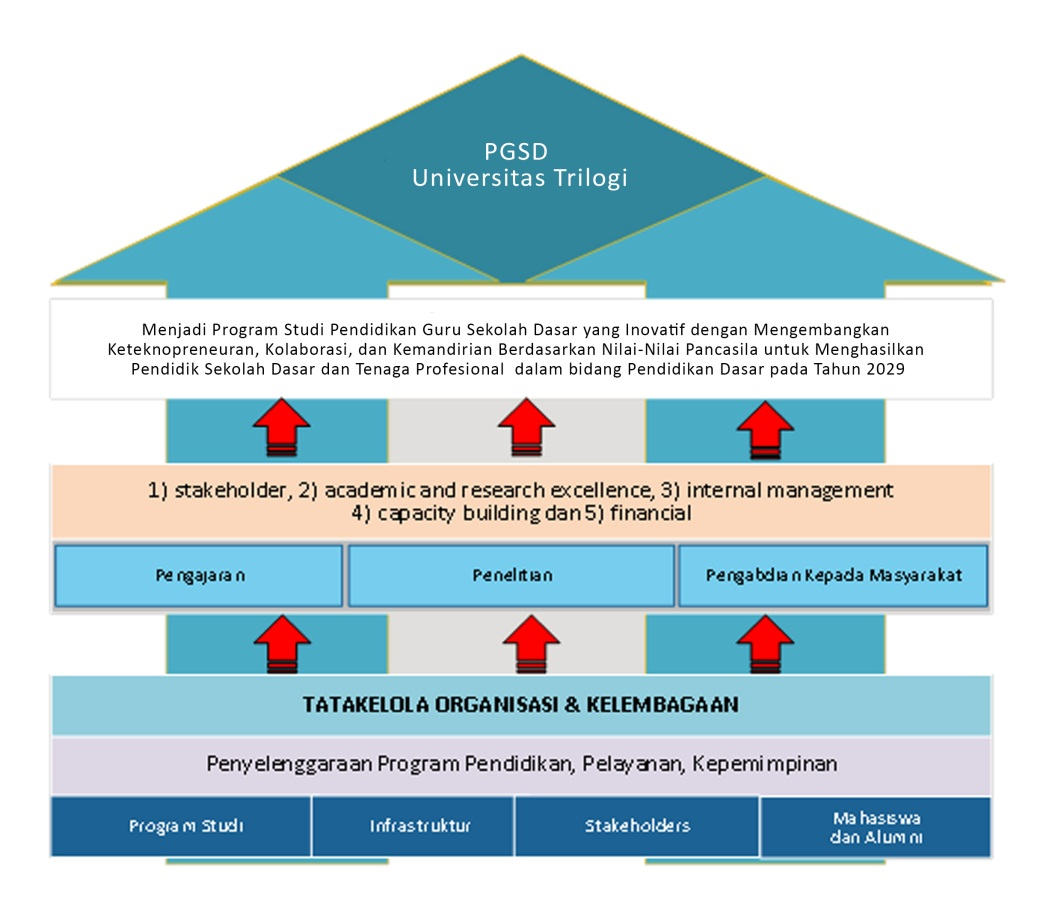 PGSD
Universitas Trilogi
Menjadi Program Studi Pendidikan Guru Sekolah Dasar yang Inovatif dengan Mengembangkan
Keteknopreneuran, Kolaborasi, dan Kemandirian Berdasarkan Nilai-Nilai Pancasila untuk Menghasilkan
Pendidik Sekolah Dasar dan Tenaga Profesional dalam bidang Pendidikan Dasar pada Tahun 2029
1) stakeholder, 2) academic and research excellence, 3) internal management
4) capacity building dan 5) financial
Pengajaran
Penelitian
Pengabdian Kepada Masyarakat
TATAKELOLA ORGANISASI & KELEMBAGAAN
Penyelenggaraan Program Pendidikan, Pelayanan, Kepemimpinan
Program Studi
Infrastruktur
Stakeholders
Mahasiswa
dan Alumni